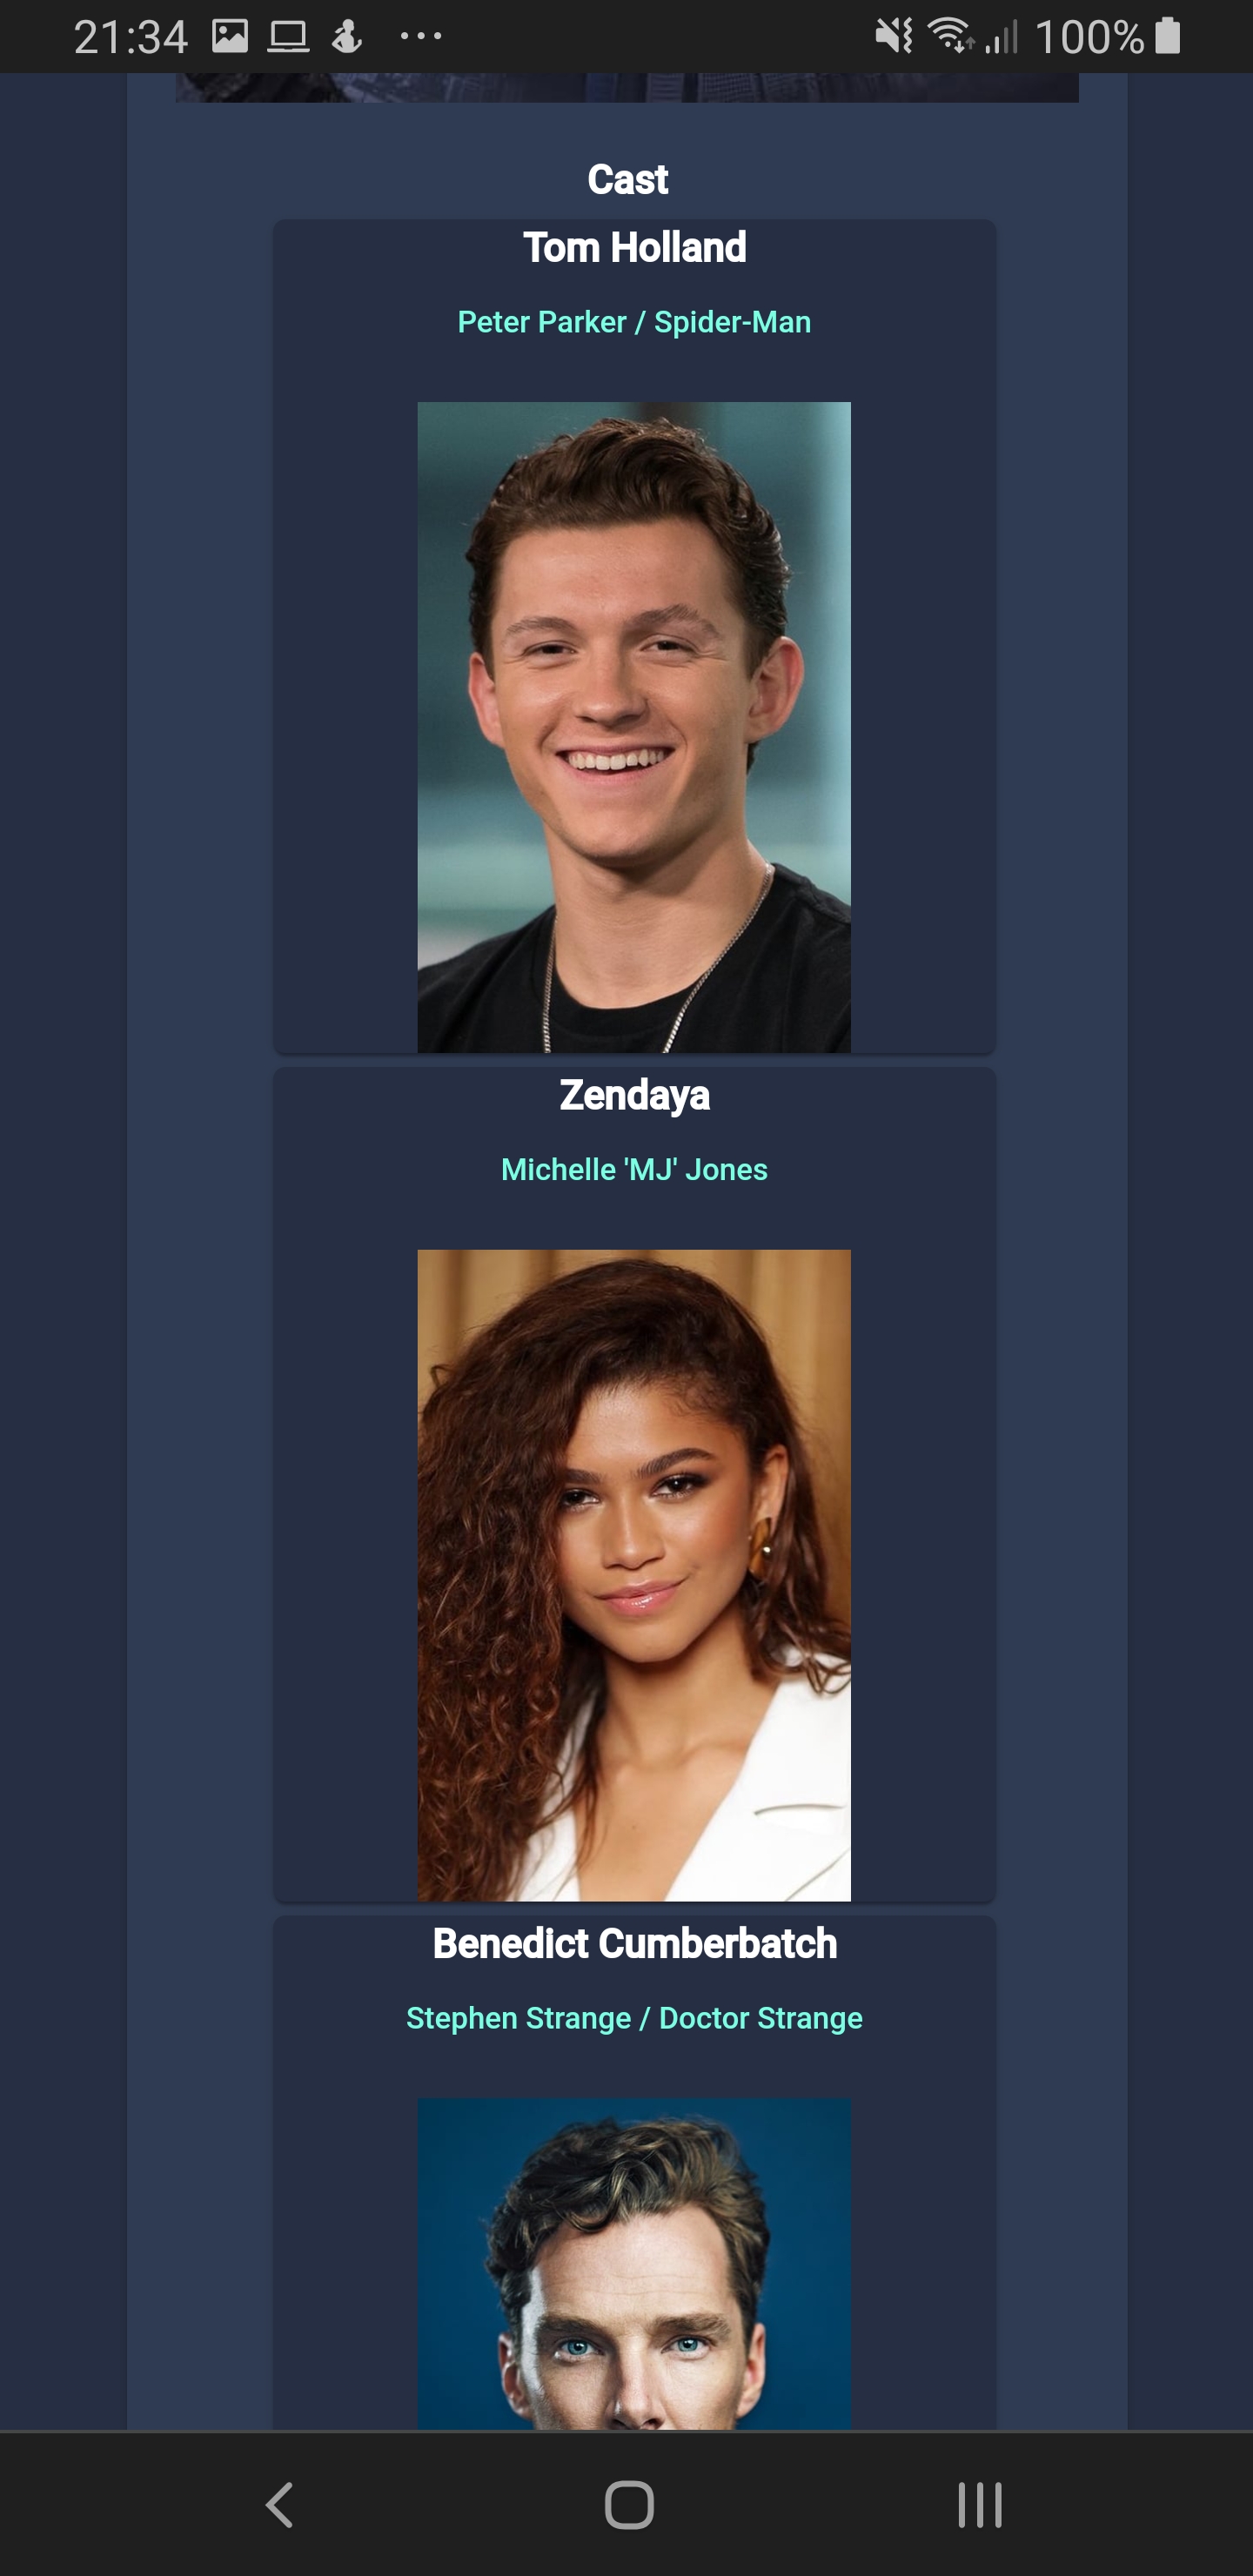 21:34 100%
Cast
Tom Holland
Peter Parker / Spider-Man
Zendaya
Michelle 'MJ' Jones
Benedict Cumberbatch
Stephen Strange / Doctor Strange